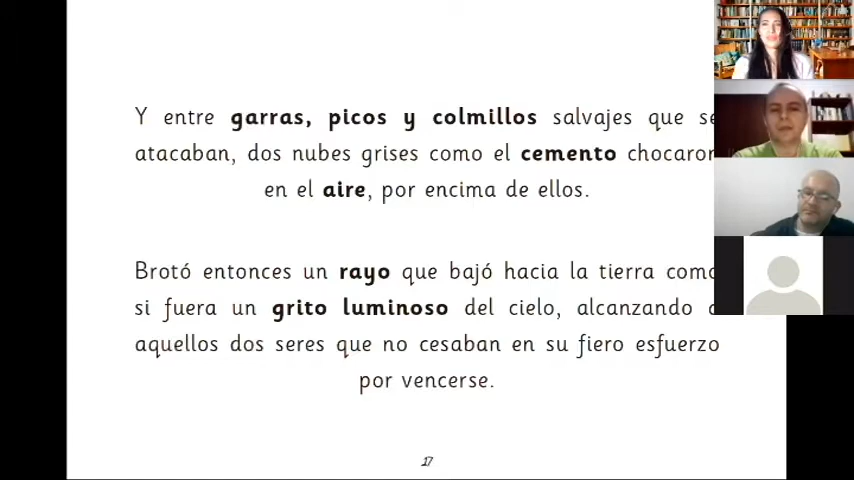 Y entre garras, picos y colmillos salvajes que se
atacaban, dos nubes grises como el cemento chocaron
en el aire, por encima de ellos.
Brotó entonces un rayo que bajó hacia la tierra como
si fuera un grito luminoso del cielo, alcanzando a
aquellos dos seres que no cesaban en su fiero esfuerzo
por vencerse.
17